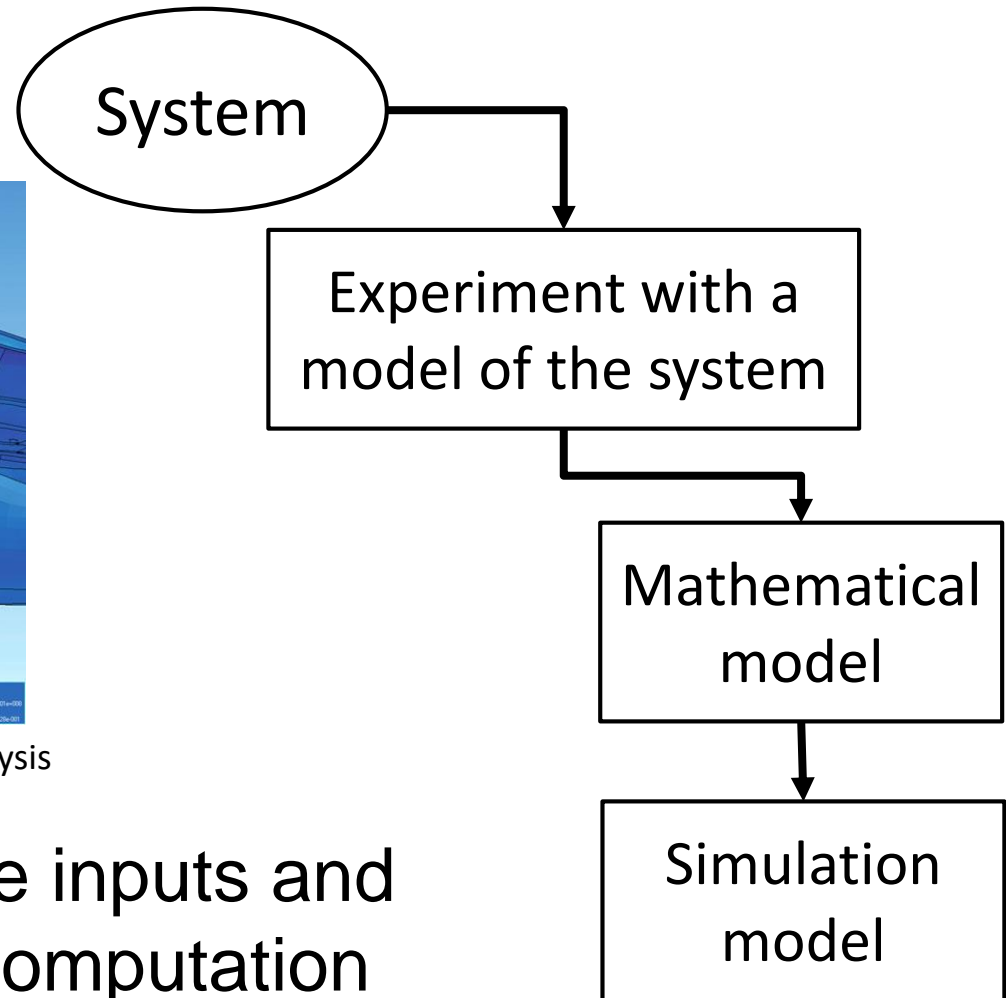 System
Experiment with a
model of the system
Mathematical
model
ysis
Simulation
model
e inputs and
omputation